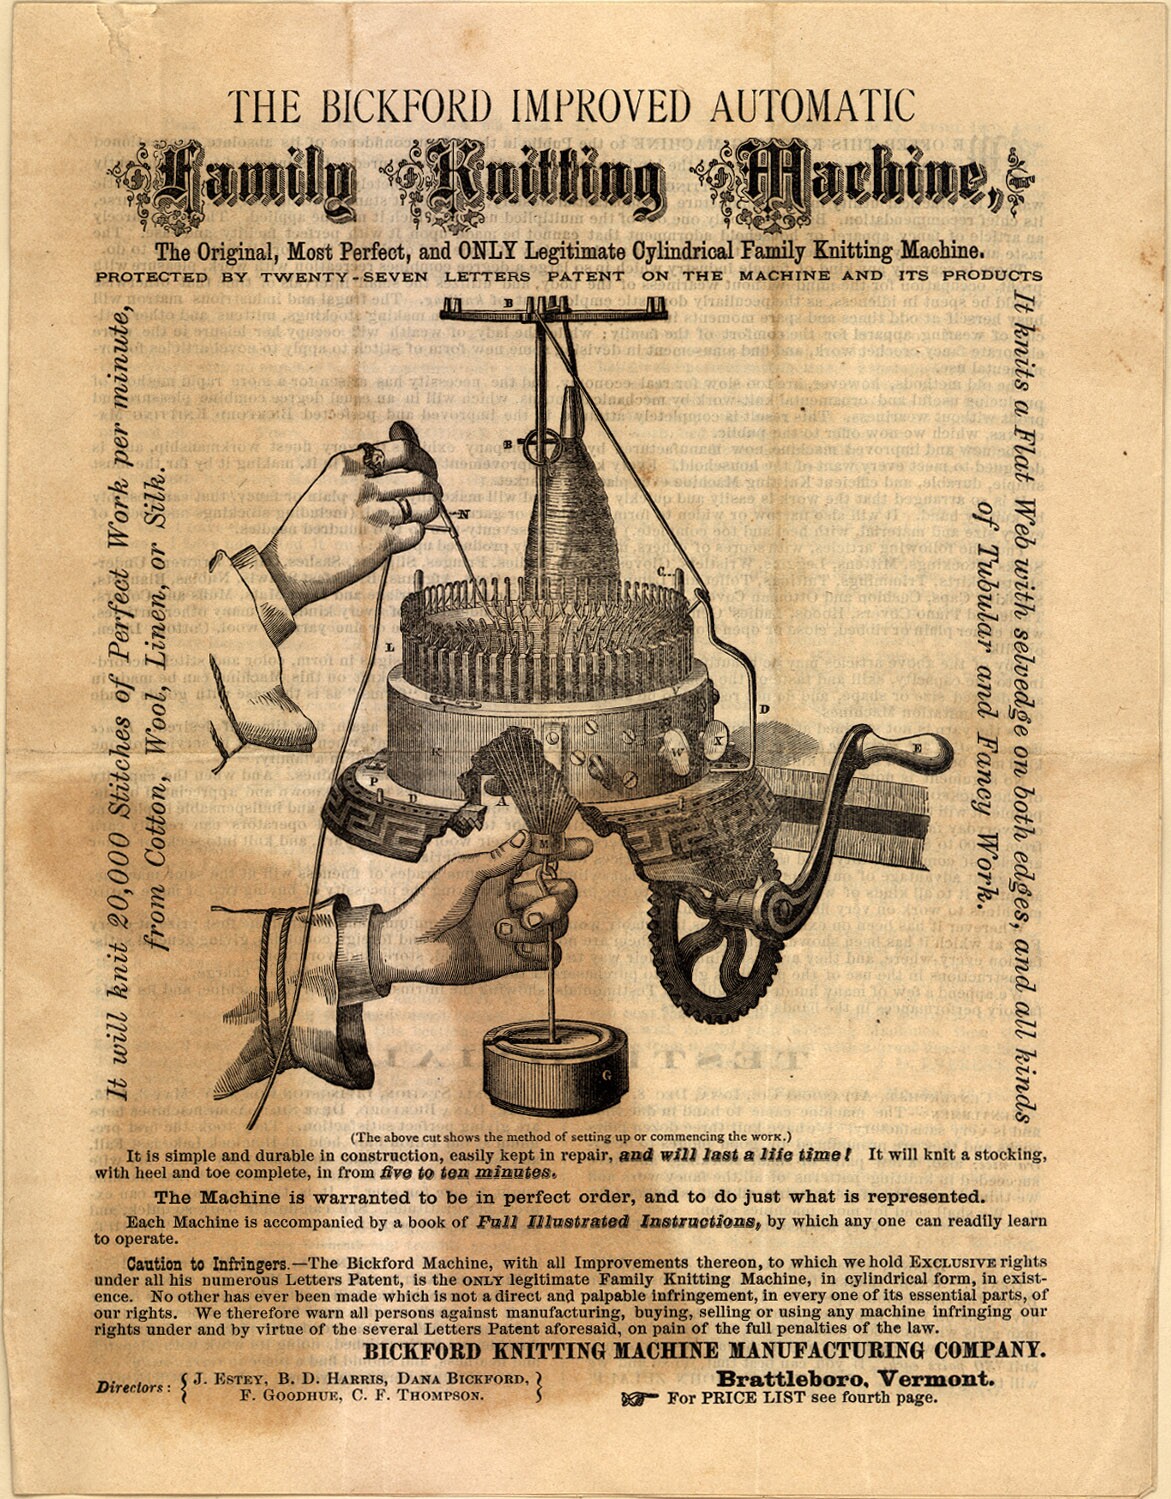 THE BICKFORD IMPROVED AUTOMATIC
Family Knitting Machine,
The Original, Most Perfect, and ONLY Legitimate Cylindrical Family Knitting Machine.
PROTECTED BY TWENTY-SEVEN LETTERS PATENT ON THE MACHINE AND ITS PRODUCTS
It will knit 20,000 Stitches of Perfect Work per minute,
from Cotton, Wool, Linen, or Silk.
B
B
N
C
L
D
K
W
X
E
P
D
A
M
G
It knits a Flat Web with selvedge on both edges, and all kinds
of Tubular and Fancy Work.
(The above cut shows the method of setting up or commencing the work.)
It is simple and durable in construction, easily kept in repair, and will last a life time! It will knit a stocking,
with heel and toe complete, in from five to ten minutes.
The Machine is warranted to be in perfect order, and to do just what is represented.
Each Machine is accompanied by a book of Full Illustrated Instructions, by which any one can readily learn
to operate.
Caution to Infringers.—The Bickford Machine, with all Improvements thereon, to which we hold EXCLUSIVE rights
under all his numerous Letters Patent, is the ONLY legitimate Family Knitting Machine, in cylindrical form, in exist-
ence. No other has ever been made which is not a direct and palpable infringement, in every one of its essential parts, of
our rights. We therefore warn all persons against manufacturing, buying, selling or using any machine infringing our
rights under and by virtue of the several Letters Patent aforesaid, on pain of the full penalties of the law.
BICKFORD KNITTING MACHINE MANUFACTURING COMPANY.
Directors: { J. ESTEY, B. D. HARRIS, DANA BICKFORD, }
F. GOODHUE, C. F. THOMPSON.
Brattleboro, Vermont.
For PRICE LIST see fourth page.